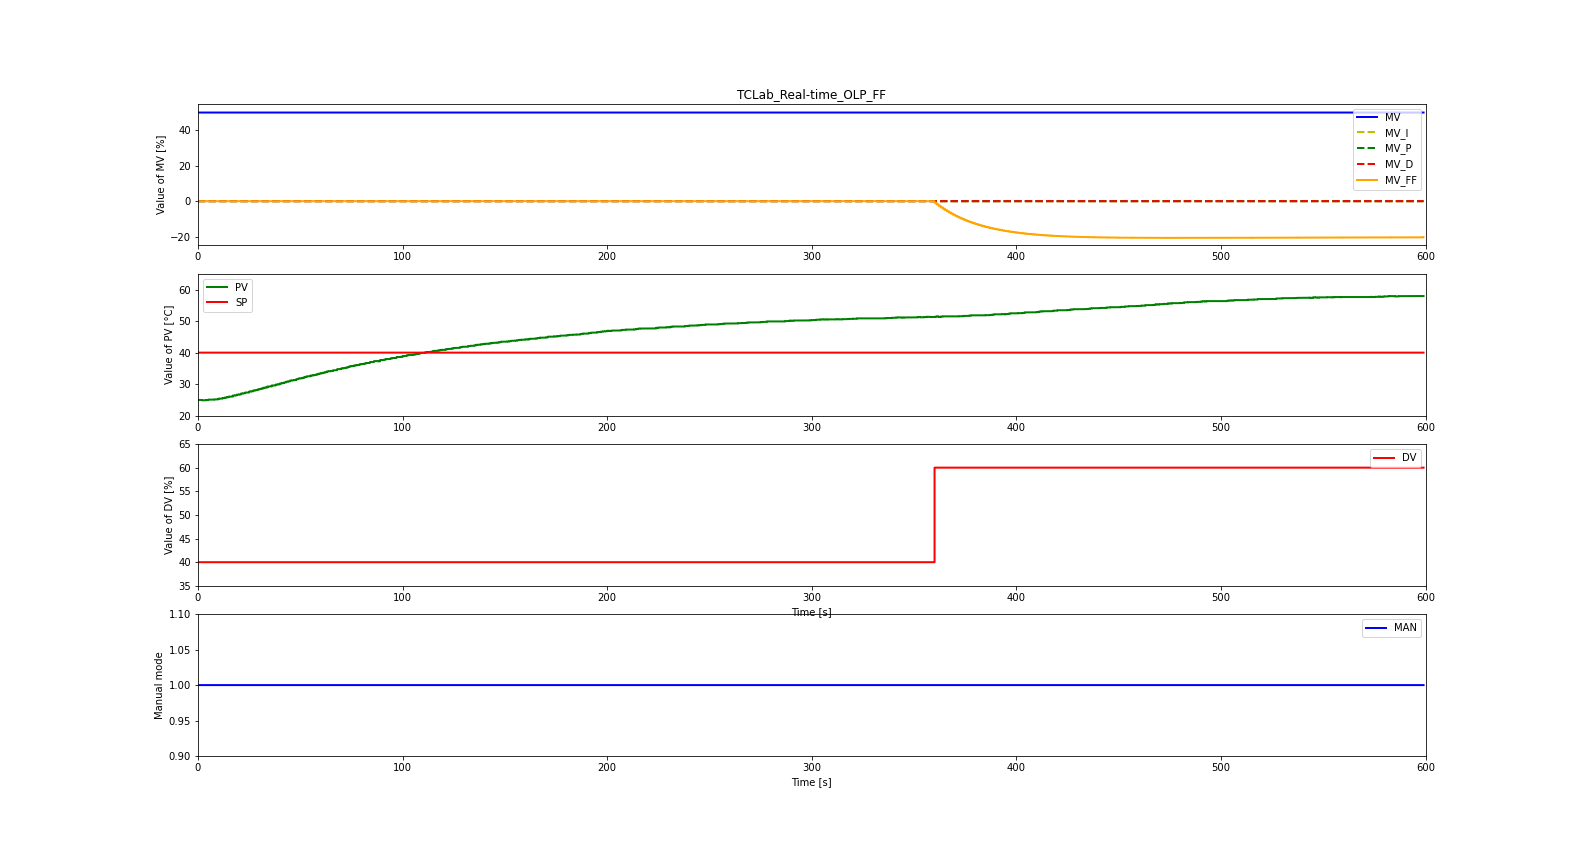 TCLab_Real-time_OLP_FF
Value of MV [%]
40
20
0
−20
MV
MV_I
MV_P
MV_D
MV_FF
0 100 200 300 400 500 600
Value of PV [°C]
60
50
40
30
20
PV
SP
0 100 200 300 400 500 600
Value of DV [%]
65
60
55
50
45
40
35
DV
0 100 200 300 400 500 600
Time [s]
Manual mode
1.10
1.05
1.00
0.95
0.90
MAN
0 100 200 300 400 500 600
Time [s]